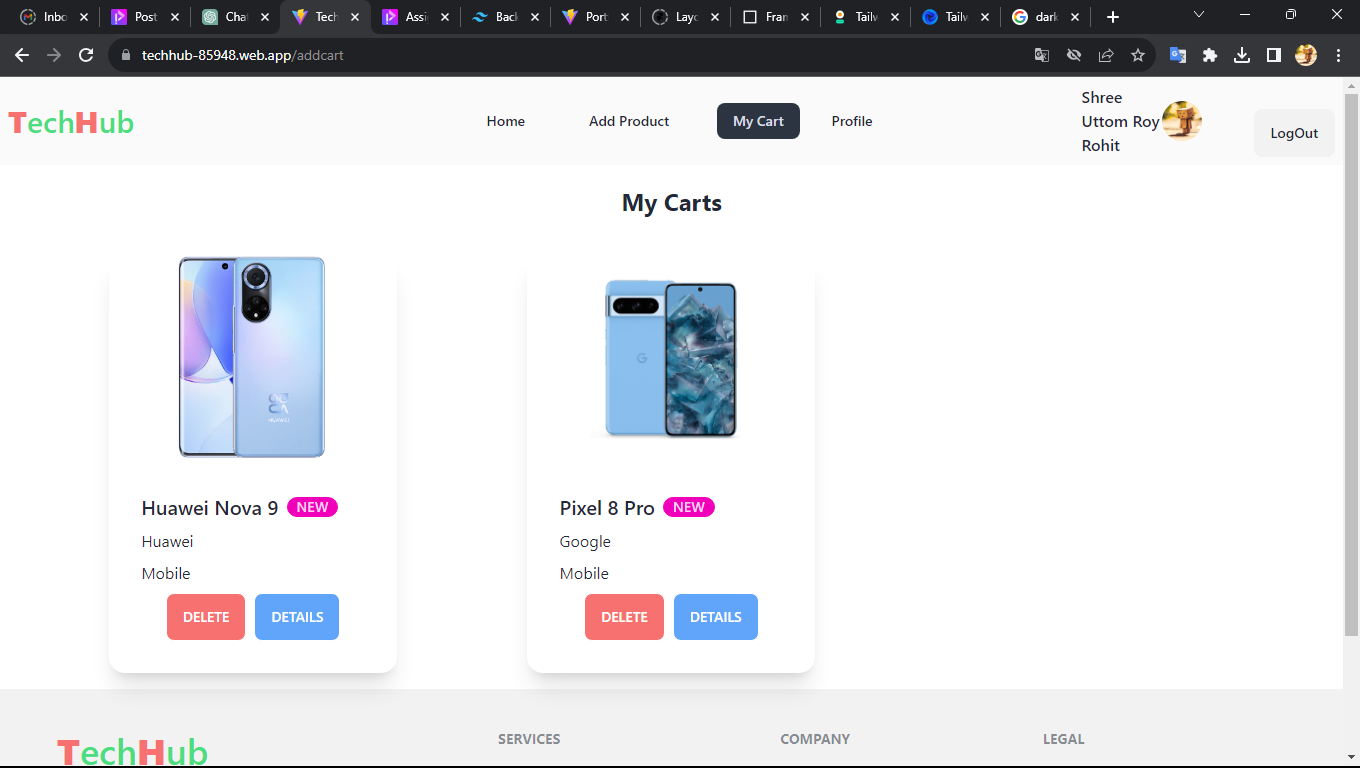 Inbo
Post
Chat
Tech
Assi
Back
Port
Layo
Fran
Tailw
Tailw
dark
techhub-85948.web.app/addcart
TechHub
Home
Add Product
My Cart
Profile
Shree
Uttom Roy
Rohit
LogOut
My Carts
Huawei Nova 9 NEW
Huawei
Mobile
DELETE
DETAILS
Pixel 8 Pro NEW
Google
Mobile
DELETE
DETAILS
TechHub
SERVICES
COMPANY
LEGAL